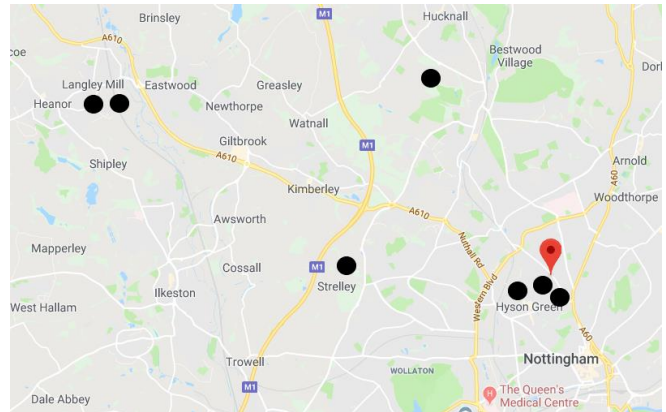 Brinsley
Hucknall
M1
A610
Bestwood
Village
Langley Mill
Eastwood
Greasley
Heanor
Newthorpe
Watnall
Giltbrook
M1
A610
Arnold
Shipley
A60
Kimberley
Woodthorpe
Awsworth
A610
Mapperley
Nuthall Rd
Cossall
M1
Strelley
Western Blvd
Ilkeston
West Hallam
Hyson Green
A60
Trowell
Nottingham
WOLLATON
M1
The Queen's
Medical Centre
Dale Abbey